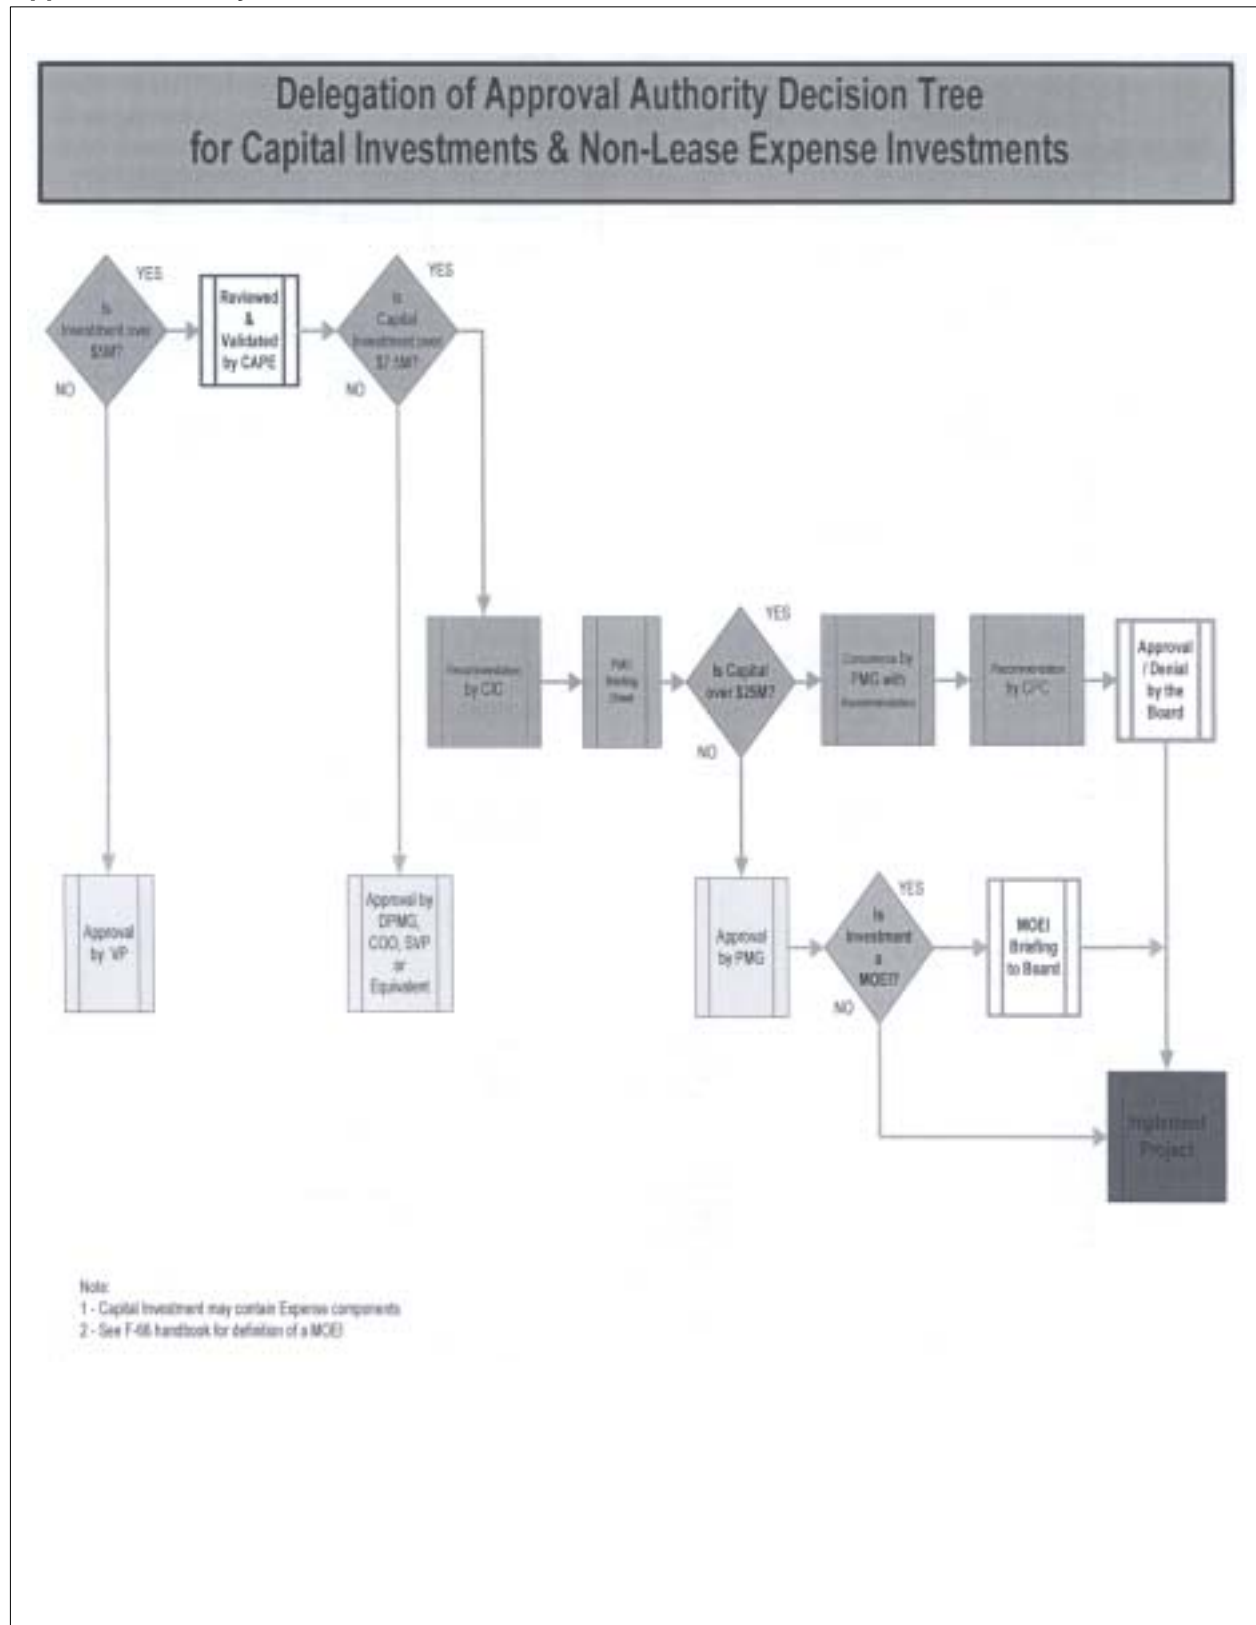 Delegation of Approval Authority Decision Tree
for Capital Investments & Non-Lease Expense Investments
YES
Is
Investment over
$5M?
NO
Reviewed
&
Validated
by CAPE
YES
Is
Capital
Investment over
$7.5M?
NO
Recommendation
by CIC
PMG
Briefing
Sheet
YES
Is Capital
over $25M?
NO
by
PMG with
Recommendation
Recommendation
by CPC
Approval
/ Denial
by the
Board
Approval
by VP
Approval by
DPMG,
COO, SVP
or
Equivalent
Approval
by PMG
YES
Is
Investment
a
MOEI?
NO
MOEI
Briefing
to Board
Implement
Project
Note:
1 - Capital Investment may contain Expense components
2 - See F-66 handbook for definition of a MOEI